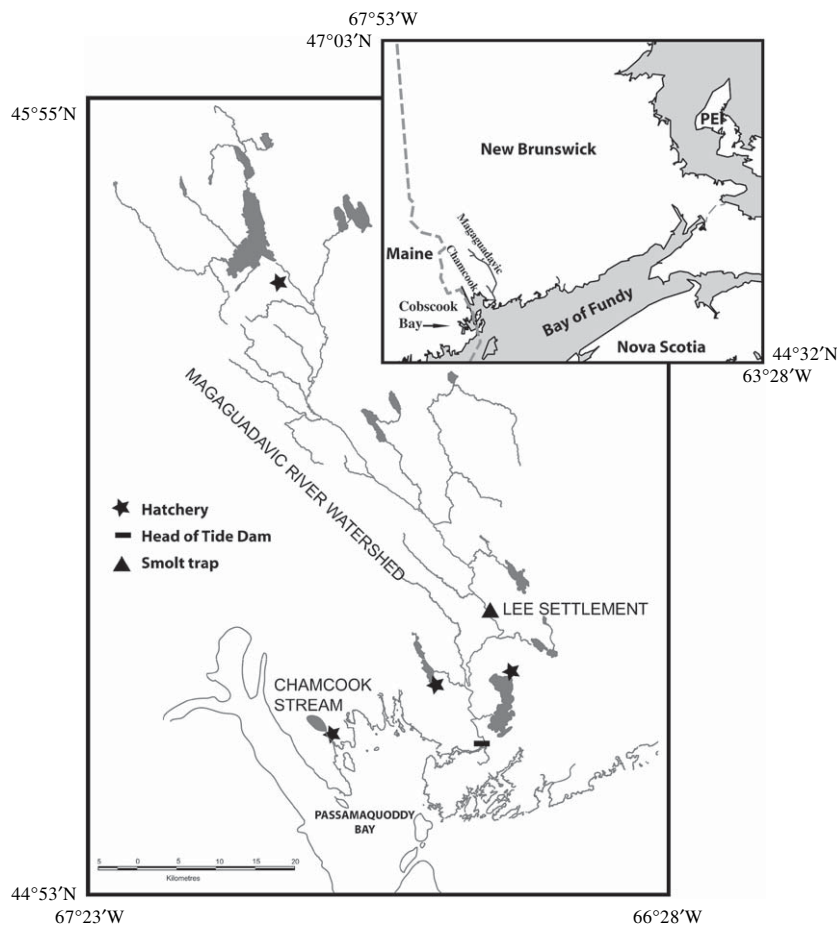 67°53′W
47°03′N
45°55′N
PEI
New Brunswick
Magaguadavic
Chamcook
Maine
Cobscook
Bay
Bay of Fundy
Nova Scotia
44°32′N
63°28′W
MAGAGUADAVIC RIVER WATERSHED
Hatchery
Head of Tide Dam
Smolt trap
LEE SETTLEMENT
CHAMCOOK
STREAM
PASSAMAQUODDY
BAY
5 0 5 10 15 20
Kilometres
44°53′N
67°23′W
66°28′W